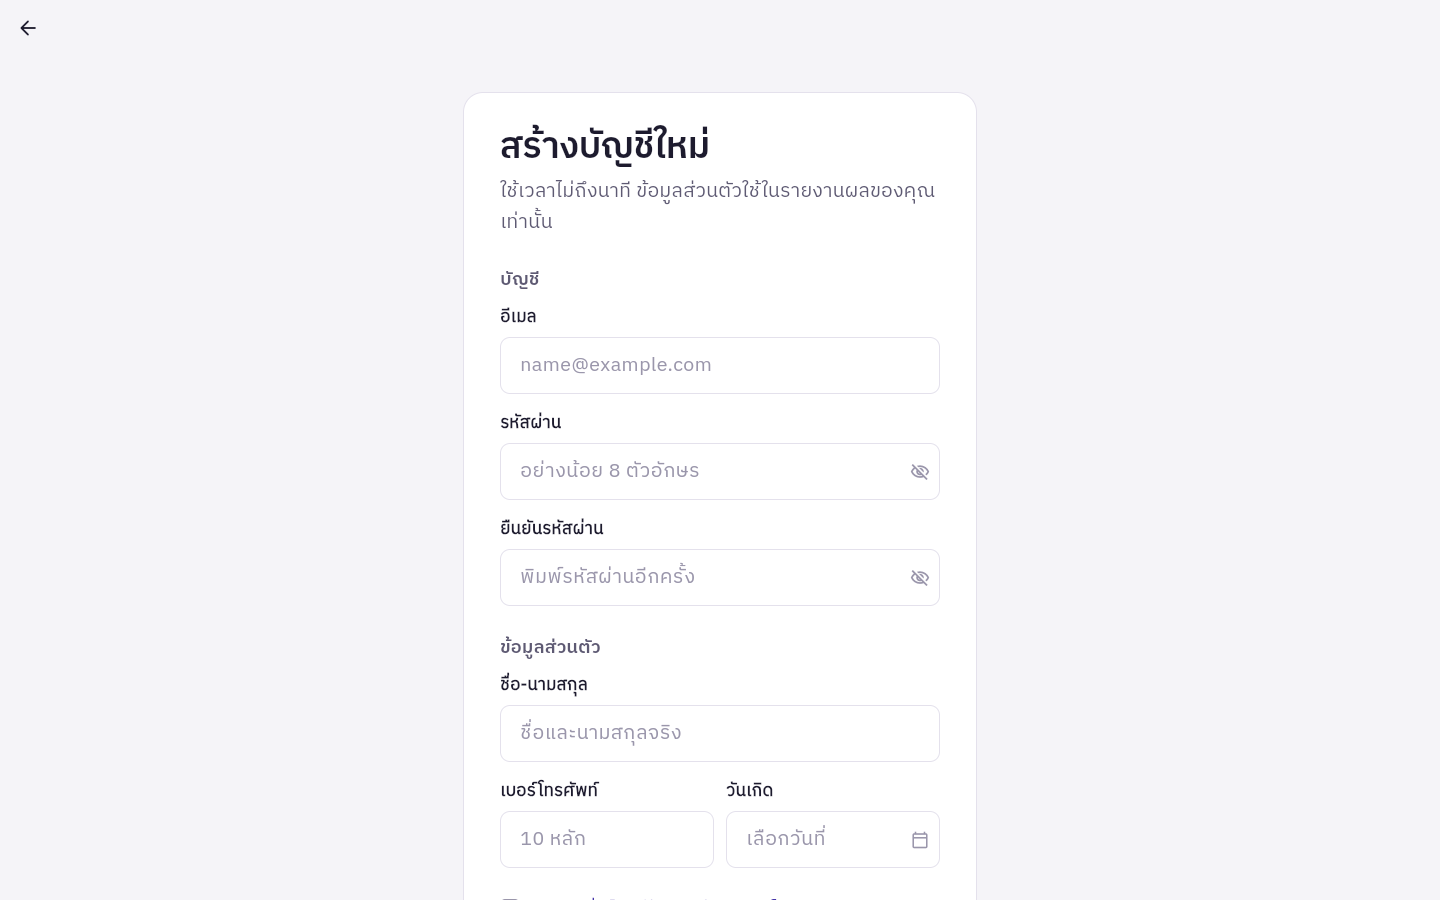 สร้างบัญชีใหม่
ใช้เวลาไม่ถึงนาที ข้อมูลส่วนตัวใช้ในรายงานผลของคุณ
เท่านั้น
บัญชี
อีเมล
name@example.com
รหัสผ่าน
อย่างน้อย 8 ตัวอักษร
ยืนยันรหัสผ่าน
พิมพ์รหัสผ่านอีกครั้ง
ข้อมูลส่วนตัว
ชื่อ-นามสกุล
ชื่อและนามสกุลจริง
เบอร์โทรศัพท์
วันเกิด
10 หลัก
เลือกวันที่